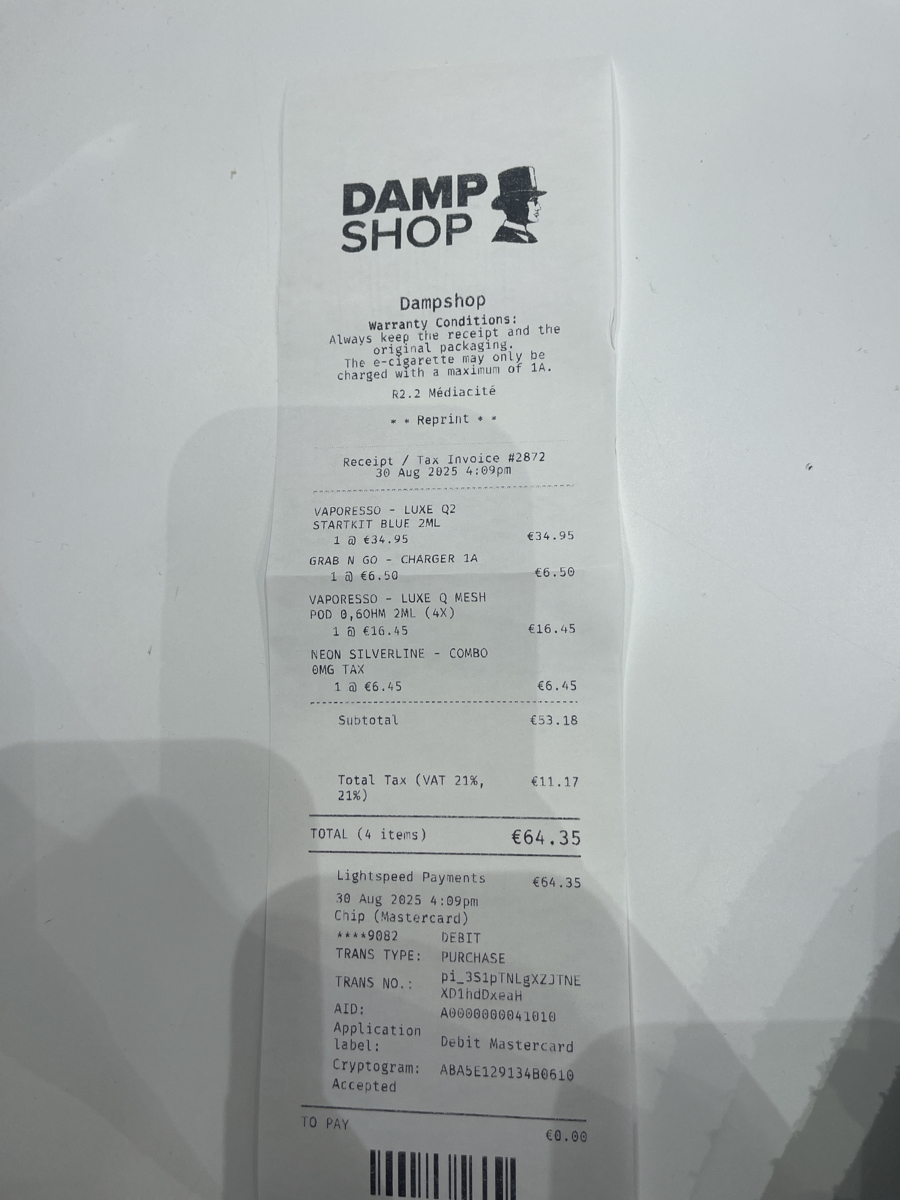 DAMP
SHOP
Dampshop
Warranty Conditions:
Always keep the receipt and the
original packaging.
The e-cigarette may only be
charged with a maximum of 1A.
R2.2 Médiacité
* * Reprint * *
Receipt / Tax Invoice #2872
30 Aug 2025 4:09pm
VAPORESSO - LUXE Q2
STARTKIT BLUE 2ML
1 @ €34.95 €34.95
GRAB N GO - CHARGER 1A
1 @ €6.50 €6.50
VAPORESSO - LUXE Q MESH
POD 0,6OHM 2ML (4X)
1 @ €16.45 €16.45
NEON SILVERLINE - COMBO
0MG TAX
1 @ €6.45 €6.45
Subtotal €53.18
Total Tax (VAT 21%, €11.17
21%)
TOTAL (4 items) €64.35
Lightspeed Payments €64.35
30 Aug 2025 4:09pm
Chip (Mastercard)
****9082 DEBIT
TRANS TYPE: PURCHASE
TRANS NO.: pi_3S1pTNLgXZJTNE
XD1hdDxeaH
AID: A0000000041010
Application
label: Debit Mastercard
Cryptogram: ABA5E129134B0610
Accepted
TO PAY €0.00